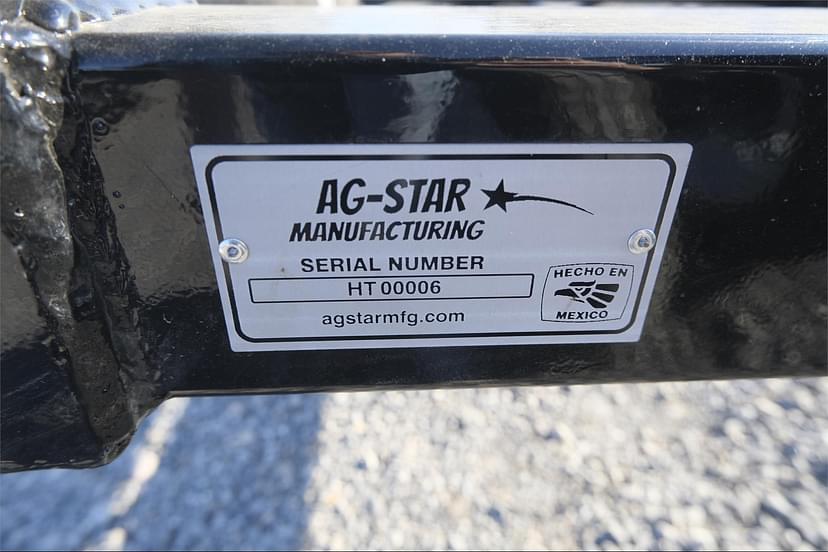 AG-STAR
MANUFACTURING
SERIAL NUMBER
HT 00006
agstarmfg.com
HECHO EN
MEXICO